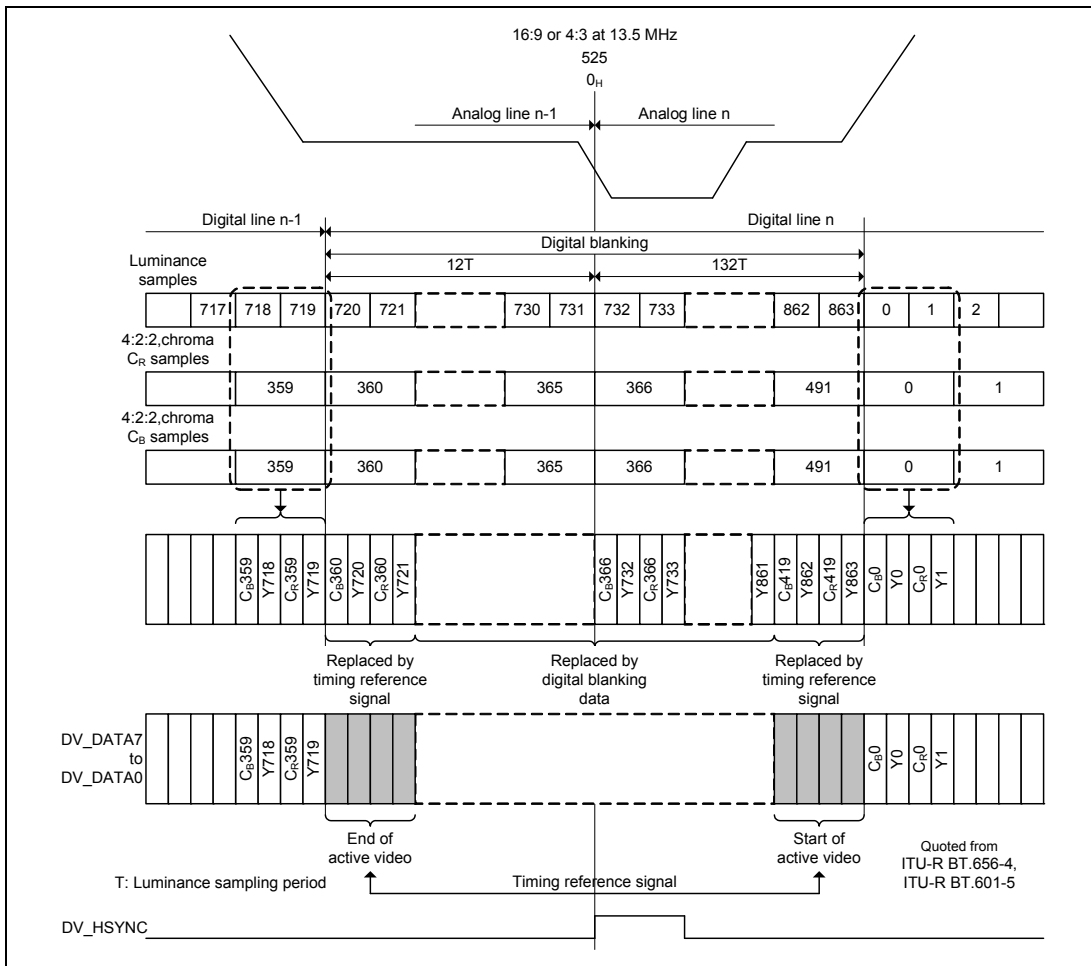 16:9 or 4:3 at 13.5 MHz
525
0H
Analog line n-1 Analog line n
Digital line n-1 Digital line n
Digital blanking
12T 132T
Luminance
samples
717 718 719 720 721 730 731 732 733 862 863 0 1 2
4:2:2,chroma
CR samples
359 360 365 366 491 0 1
4:2:2,chroma
CB samples
359 360 365 366 491 0 1
CB359 Y718 CR359 Y719 CB360 Y720 CR360 Y721 CB366 Y732 CR366 Y733 Y861 CB419 Y862 CR419 Y863 CB0 Y0 CR0 Y1
Replaced by
timing reference
signal
Replaced by
digital blanking
data
Replaced by
timing reference
signal
DV_DATA7
to
DV_DATA0
CB359 Y718 CR359 Y719 CB0 Y0 CR0 Y1
End of
active video
Start of
active video
Quoted from
ITU-R BT.656-4,
ITU-R BT.601-5
T: Luminance sampling period
Timing reference signal
DV_HSYNC